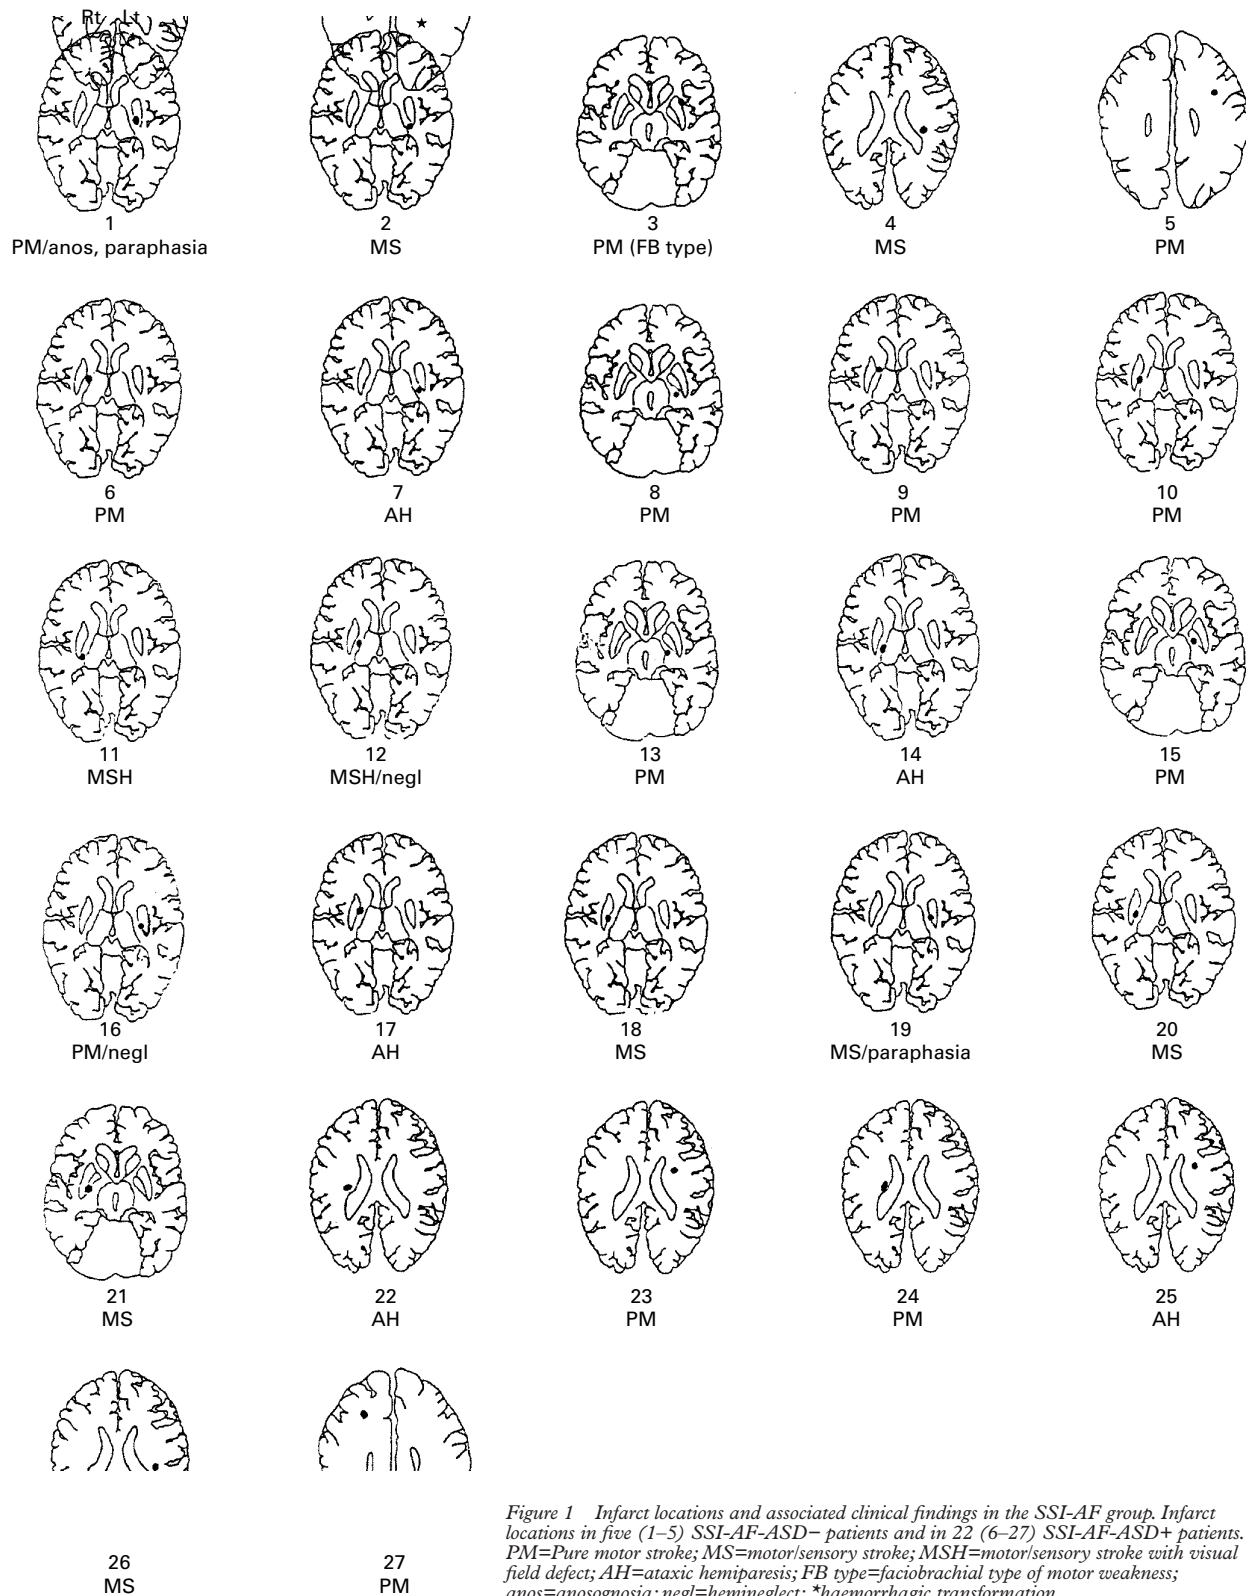 Rt Lt
★
1 2 3 4 5
PM/anos, paraphasia MS PM (FB type) MS PM
6 7 8 9 10
PM AH PM PM PM
11 12 13 14 15
MSH MSH/negl PM AH PM
16 17 18 19 20
PM/negl AH MS MS/paraphasia MS
21 22 23 24 25
MS AH PM PM AH
26 27
MS PM
Figure 1 Infarct locations and associated clinical findings in the SSI-AF group. Infarct
locations in five (1–5) SSI-AF-ASD− patients and in 22 (6–27) SSI-AF-ASD+ patients.
PM=Pure motor stroke; MS=motor/sensory stroke; MSH=motor/sensory stroke with visual
field defect; AH=ataxic hemiparesis; FB type=faciobrachial type of motor weakness;
anos=anosognosia; negl=hemineglect; *haemorrhagic transformation